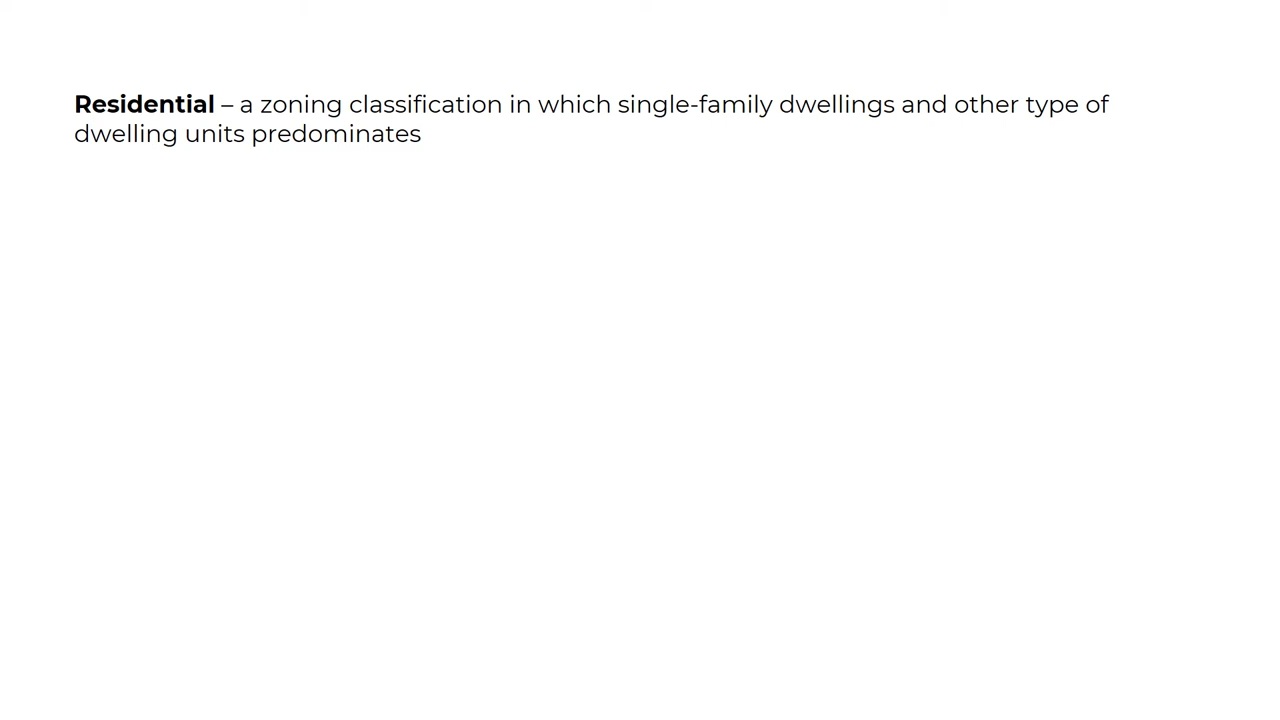 Residential – a zoning classification in which single-family dwellings and other type of
dwelling units predominates